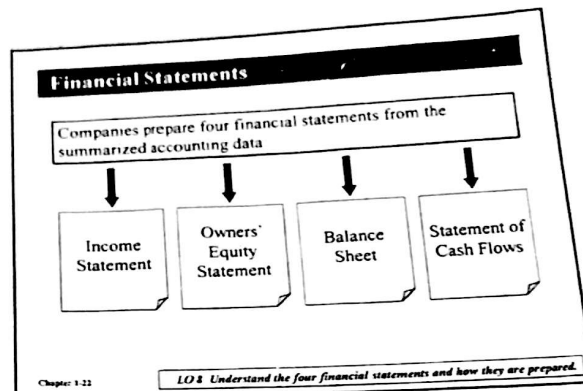 Financial Statements
Companies prepare four financial statements from the
summarized accounting data
Income
Statement
Owners'
Equity
Statement
Balance
Sheet
Statement of
Cash Flows
Chapter 1-22
LO 8 Understand the four financial statements and how they are prepared.